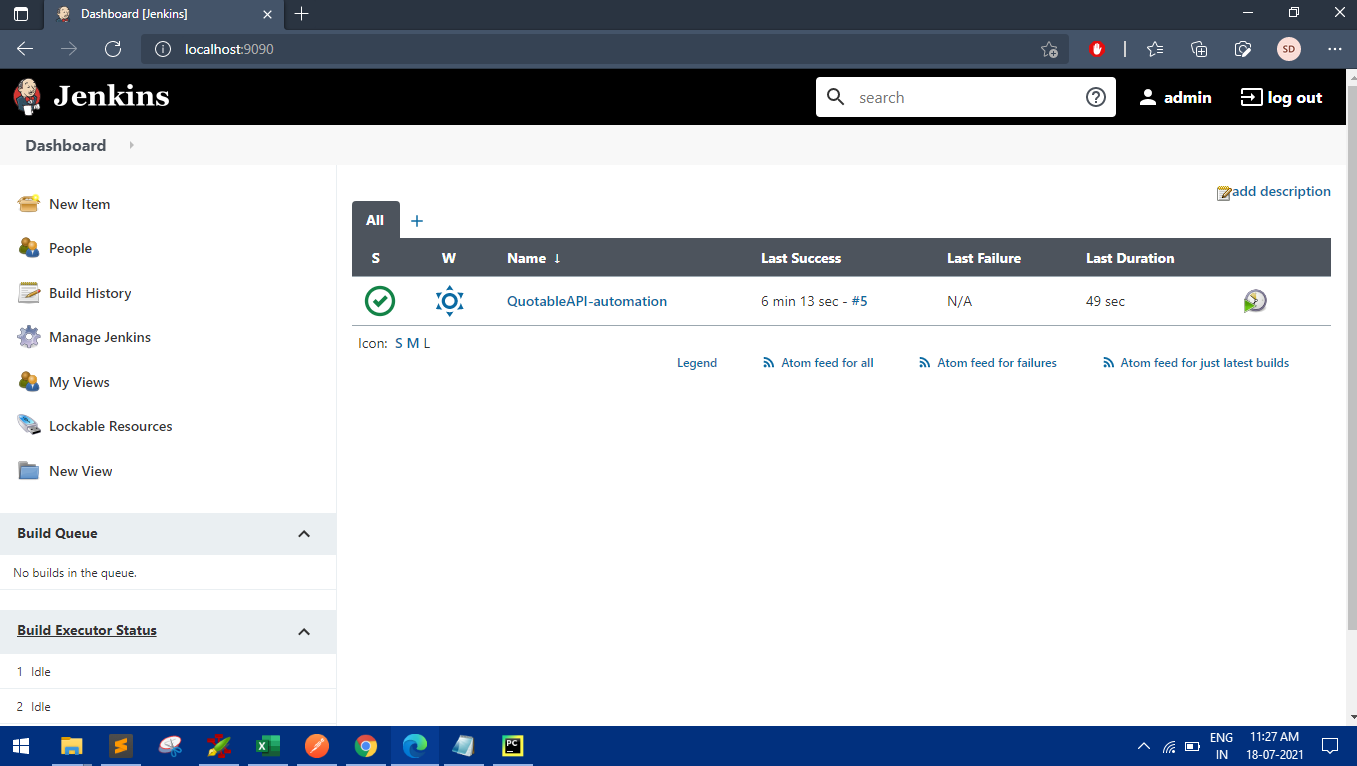 Dashboard [Jenkins]
localhost:9090
SD
Jenkins
search
admin
log out
Dashboard
New Item
People
Build History
Manage Jenkins
My Views
Lockable Resources
New View
Build Queue
No builds in the queue.
Build Executor Status
1 Idle
2 Idle
add description
All +
S W Name ↓ Last Success Last Failure Last Duration
QuotableAPI-automation 6 min 13 sec - #5 N/A 49 sec
Icon: S M L
Legend Atom feed for all Atom feed for failures Atom feed for just latest builds
PC
ENG
IN
11:27 AM
18-07-2021